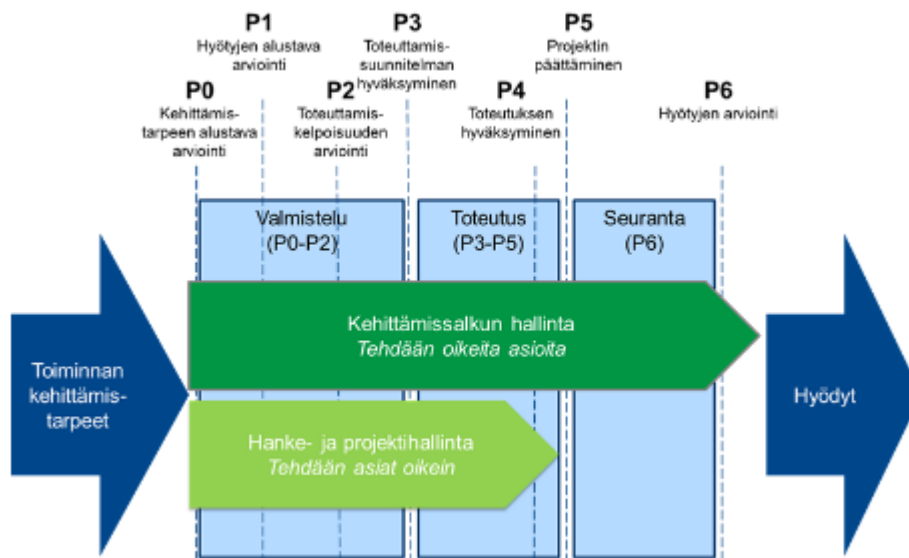 P1
Hyötyjen alustava
arviointi
P3
Toteuttamis-
suunnitelman
hyväksyminen
P5
Projektin
päättäminen
P0
Kehittämis-
tarpeen alustava
arviointi
P2
Toteuttamis-
kelpoisuuden
arviointi
P4
Toteutuksen
hyväksyminen
P6
Hyötyjen arviointi
Valmistelu
(P0-P2)
Toteutus
(P3-P5)
Seuranta
(P6)
Kehittämissalkun hallinta
Tehdään oikeita asioita
Toiminnan
kehittämis-
tarpeet
Hyödyt
Hanke- ja projektihallinta
Tehdään asiat oikein